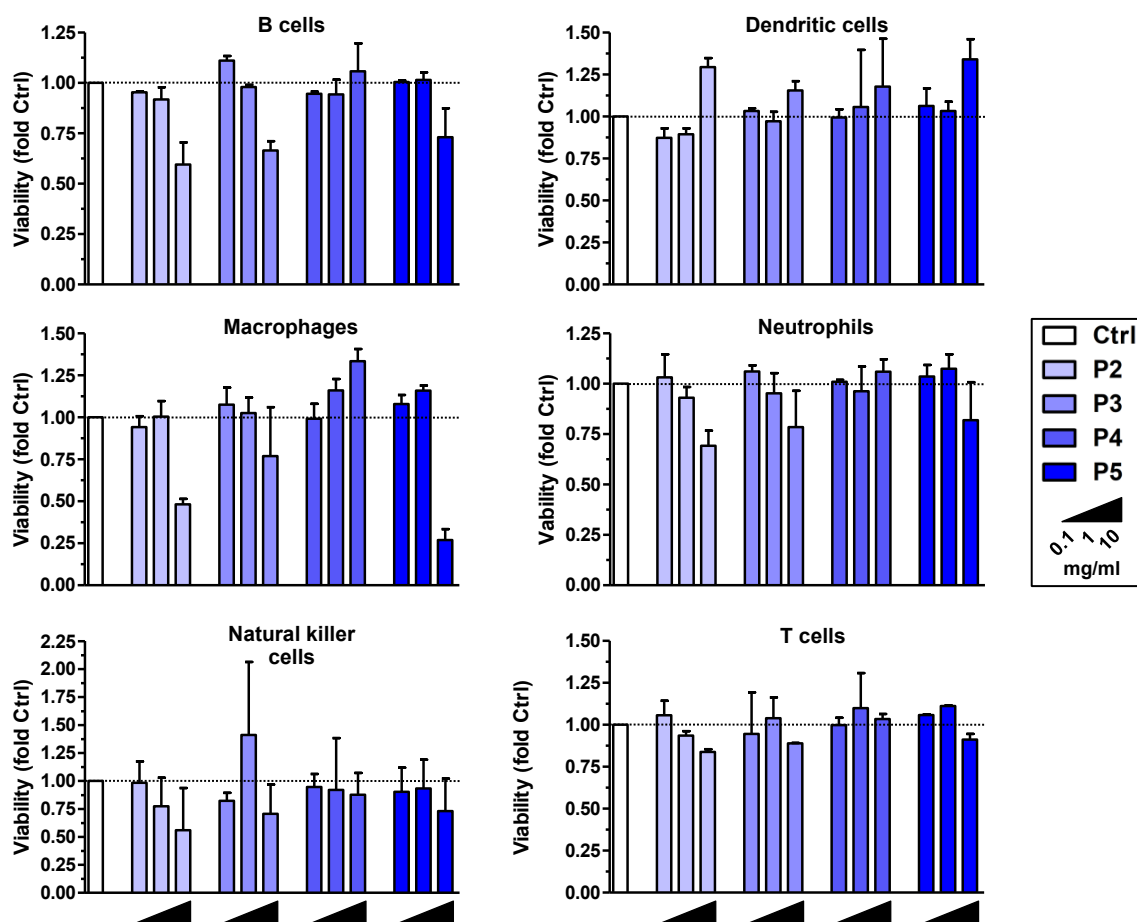 B cells
Viability (fold Ctrl)
1.25
1.00
0.75
0.50
0.25
0.00
Dendritic cells
Viability (fold Ctrl)
1.50
1.25
1.00
0.75
0.50
0.25
0.00
Macrophages
Viability (fold Ctrl)
1.50
1.25
1.00
0.75
0.50
0.25
0.00
Neutrophils
Vability (fold Ctrl)
1.25
1.00
0.75
0.50
0.25
0.00
Natural killer
cells
Viability (fold Ctrl)
2.25
2.00
1.75
1.50
1.25
1.00
0.75
0.50
0.25
0.00
T cells
Viability (fold Ctrl)
1.50
1.25
1.00
0.75
0.50
0.25
0.00
Ctrl
P2
P3
P4
P5
0.1 1 10
mg/ml